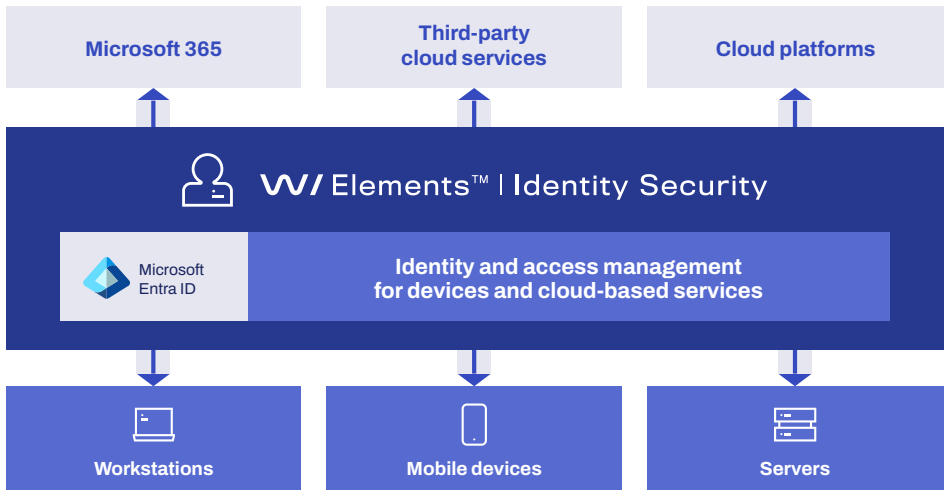 Microsoft 365
Third-party
cloud services
Cloud platforms
W/ Elements™ | Identity Security
Microsoft
Entra ID
Identity and access management
for devices and cloud-based services
Workstations
Mobile devices
Servers